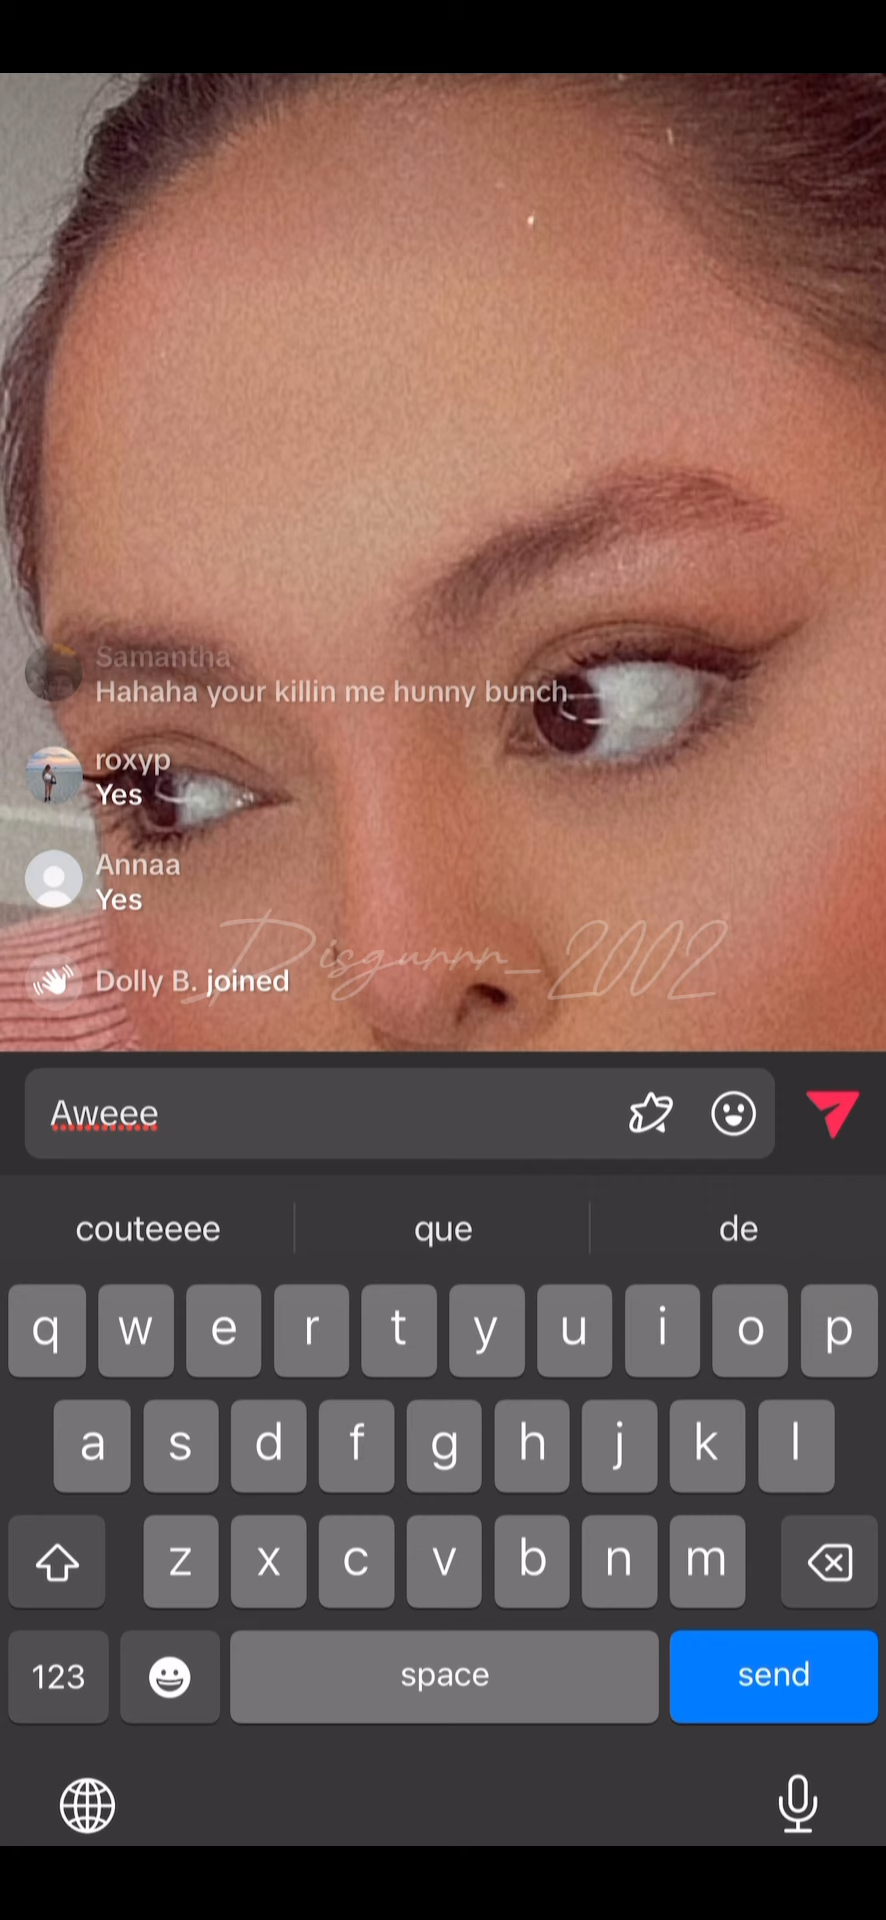 Samantha
Hahaha your killin me hunny bunch
roxyp
Yes
Annaa
Yes
Disgunnn_2002
Dolly B. joined
Aweee
couteeee que de
q w e r t y u i o p
a s d f g h j k l
z x c v b n m
123 space send